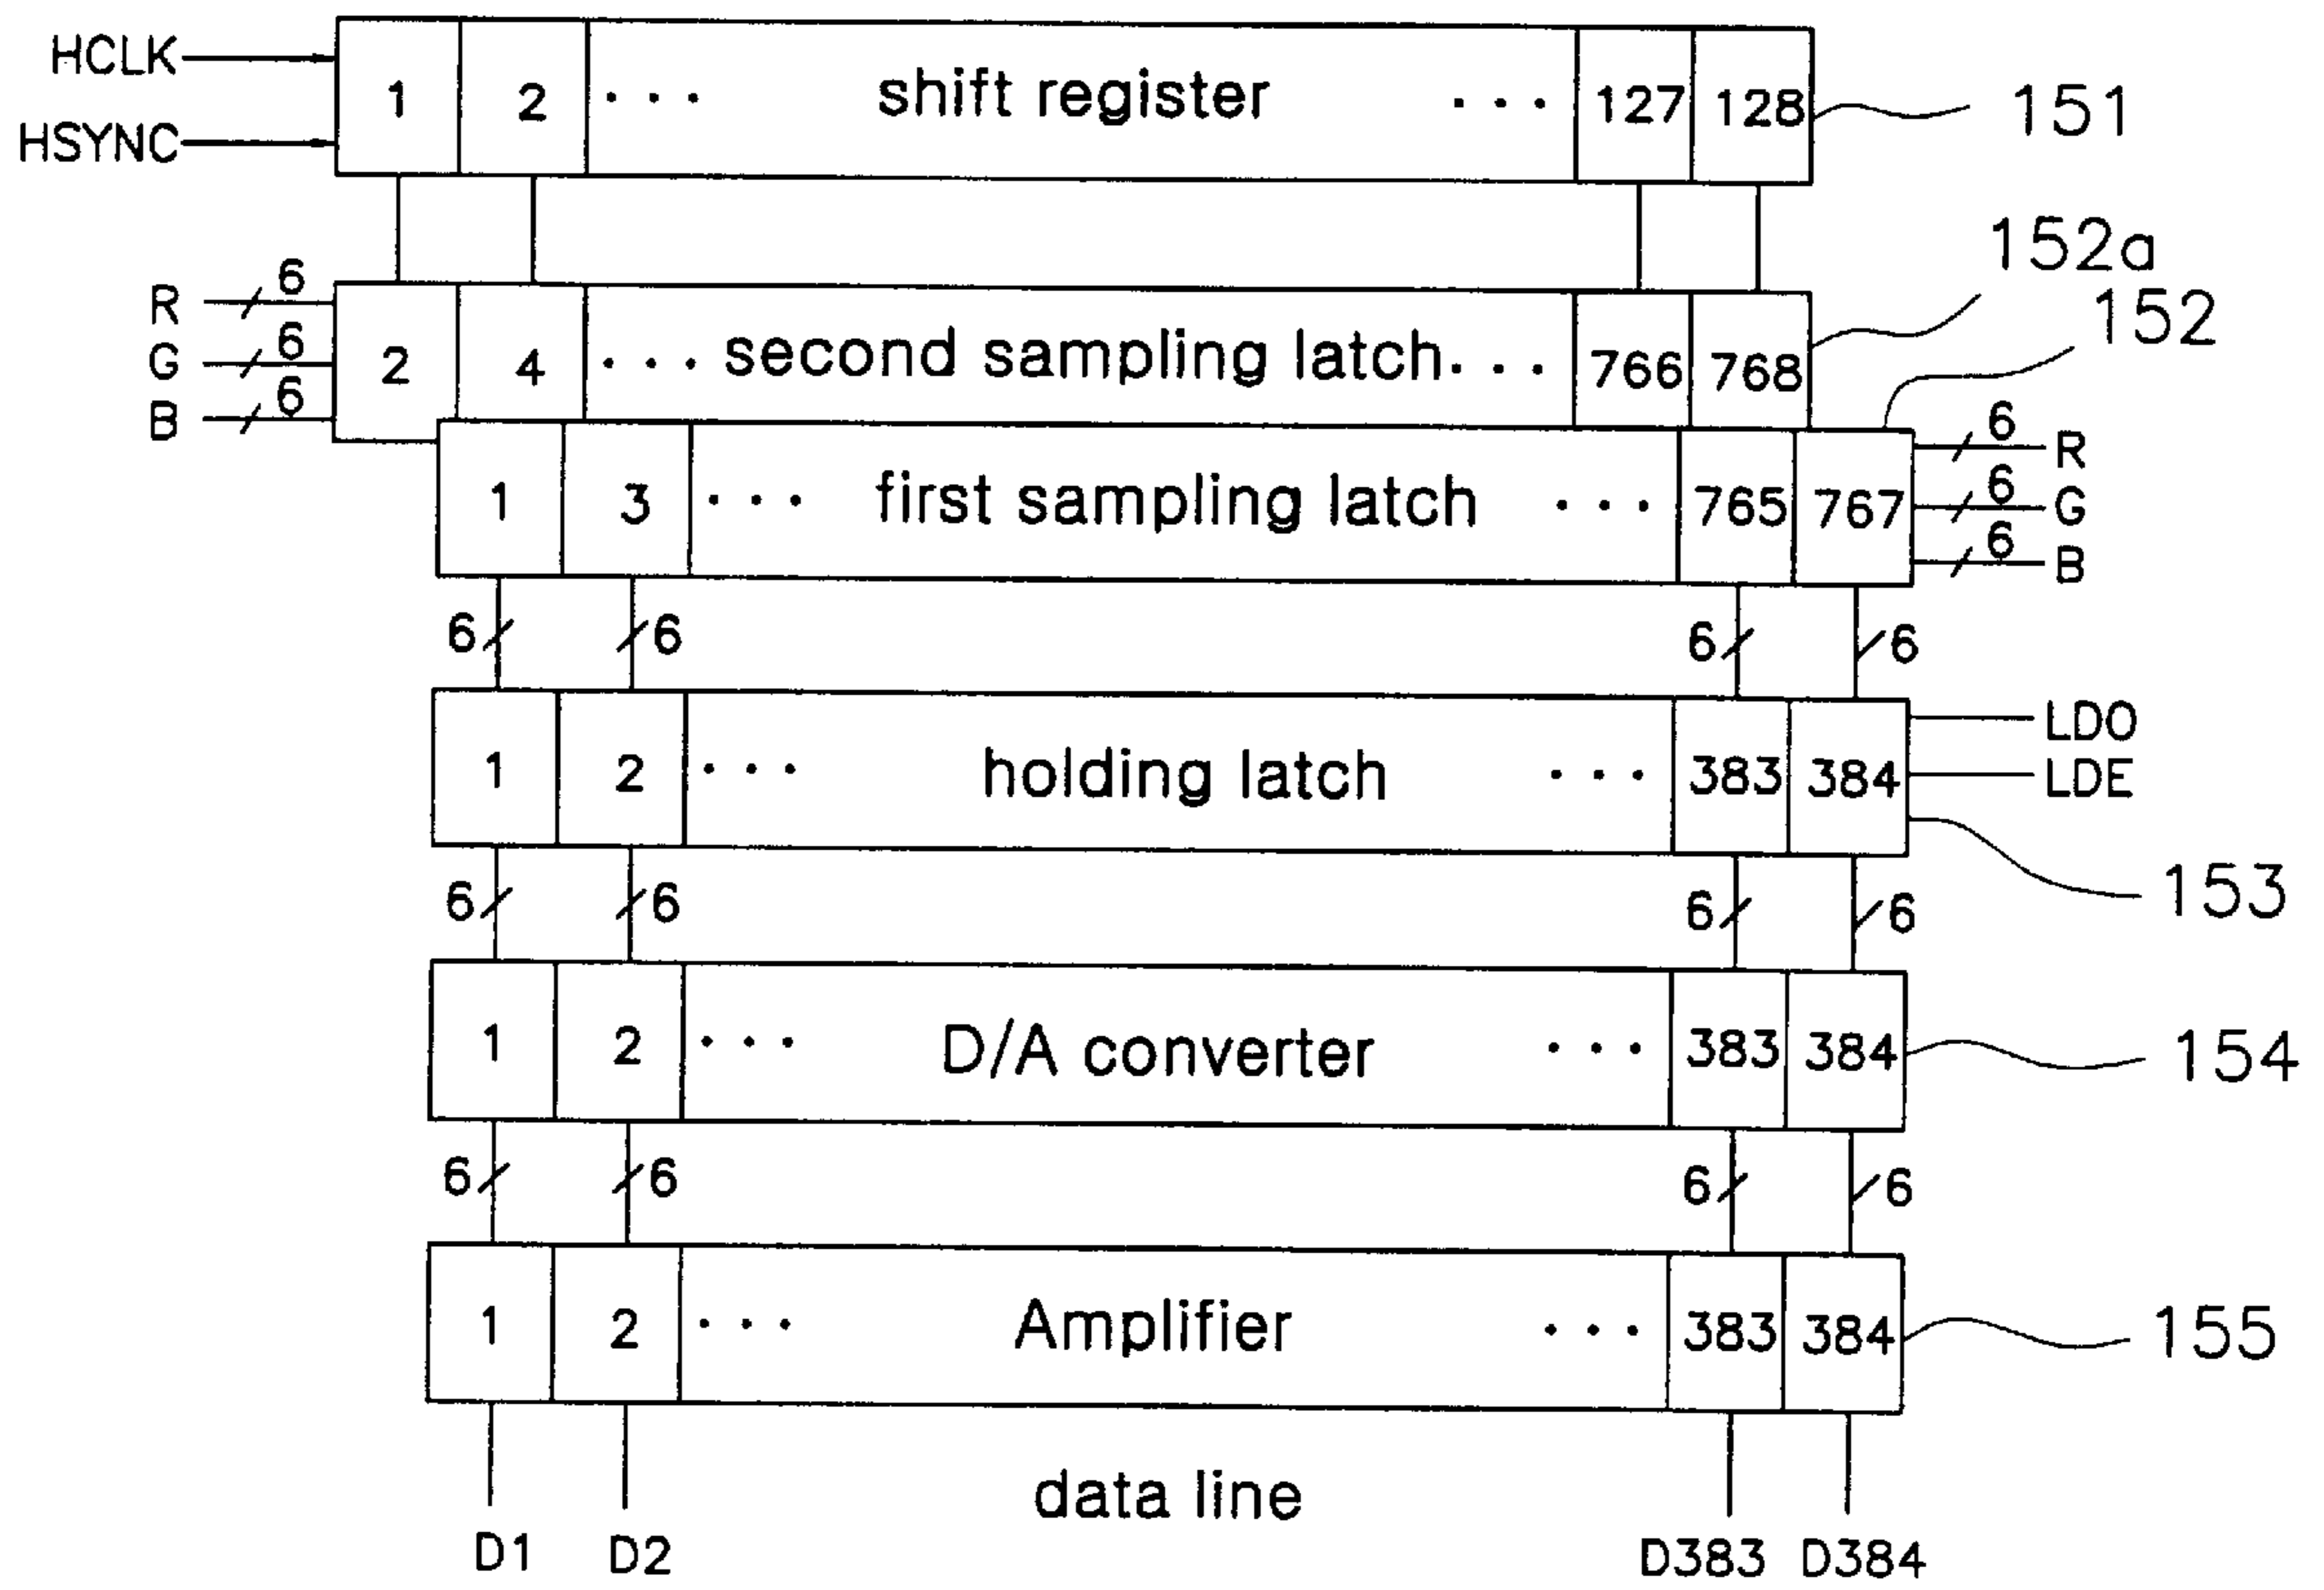 HCLK
HSYNC
1 2 ... shift register ... 127 128
151
152a
152
R 6
G 6
B 6
2 4 ... second sampling latch ... 766 768
1 3 ... first sampling latch ... 765 767
6 R
6 G
6 B
6 6 6 6
1 2 ... holding latch ... 383 384
LDO
LDE
153
6 6 6 6
1 2 ... D/A converter ... 383 384
154
6 6 6 6
1 2 ... Amplifier ... 383 384
155
data line
D1 D2 D383 D384